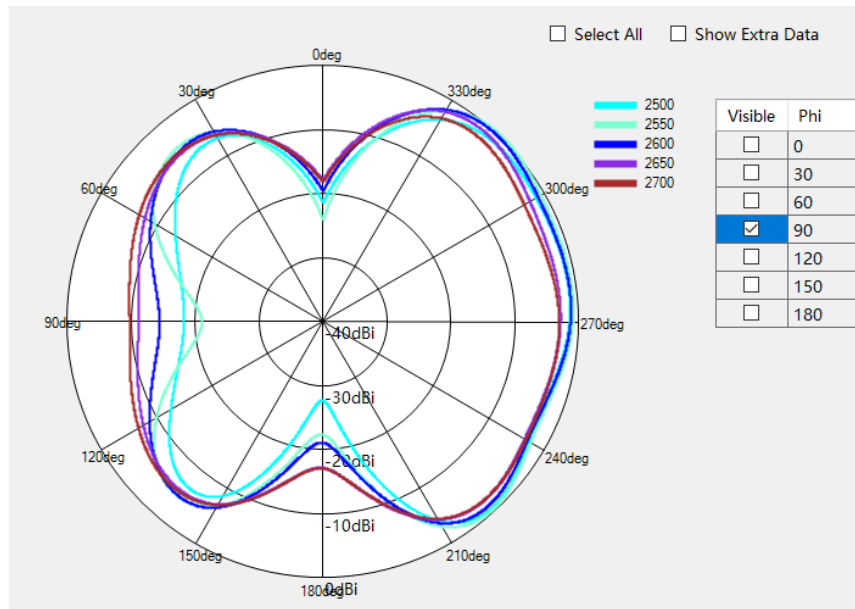 Select All
Show Extra Data
0deg
30deg
330deg
2500
2550
2600
2650
2700
Visible Phi
0
30
60
90
120
150
180
60deg
300deg
90deg
270deg
-40dBi
-30dBi
120deg
240deg
-20dBi
-10dBi
150deg
210deg
180deg
0dBi